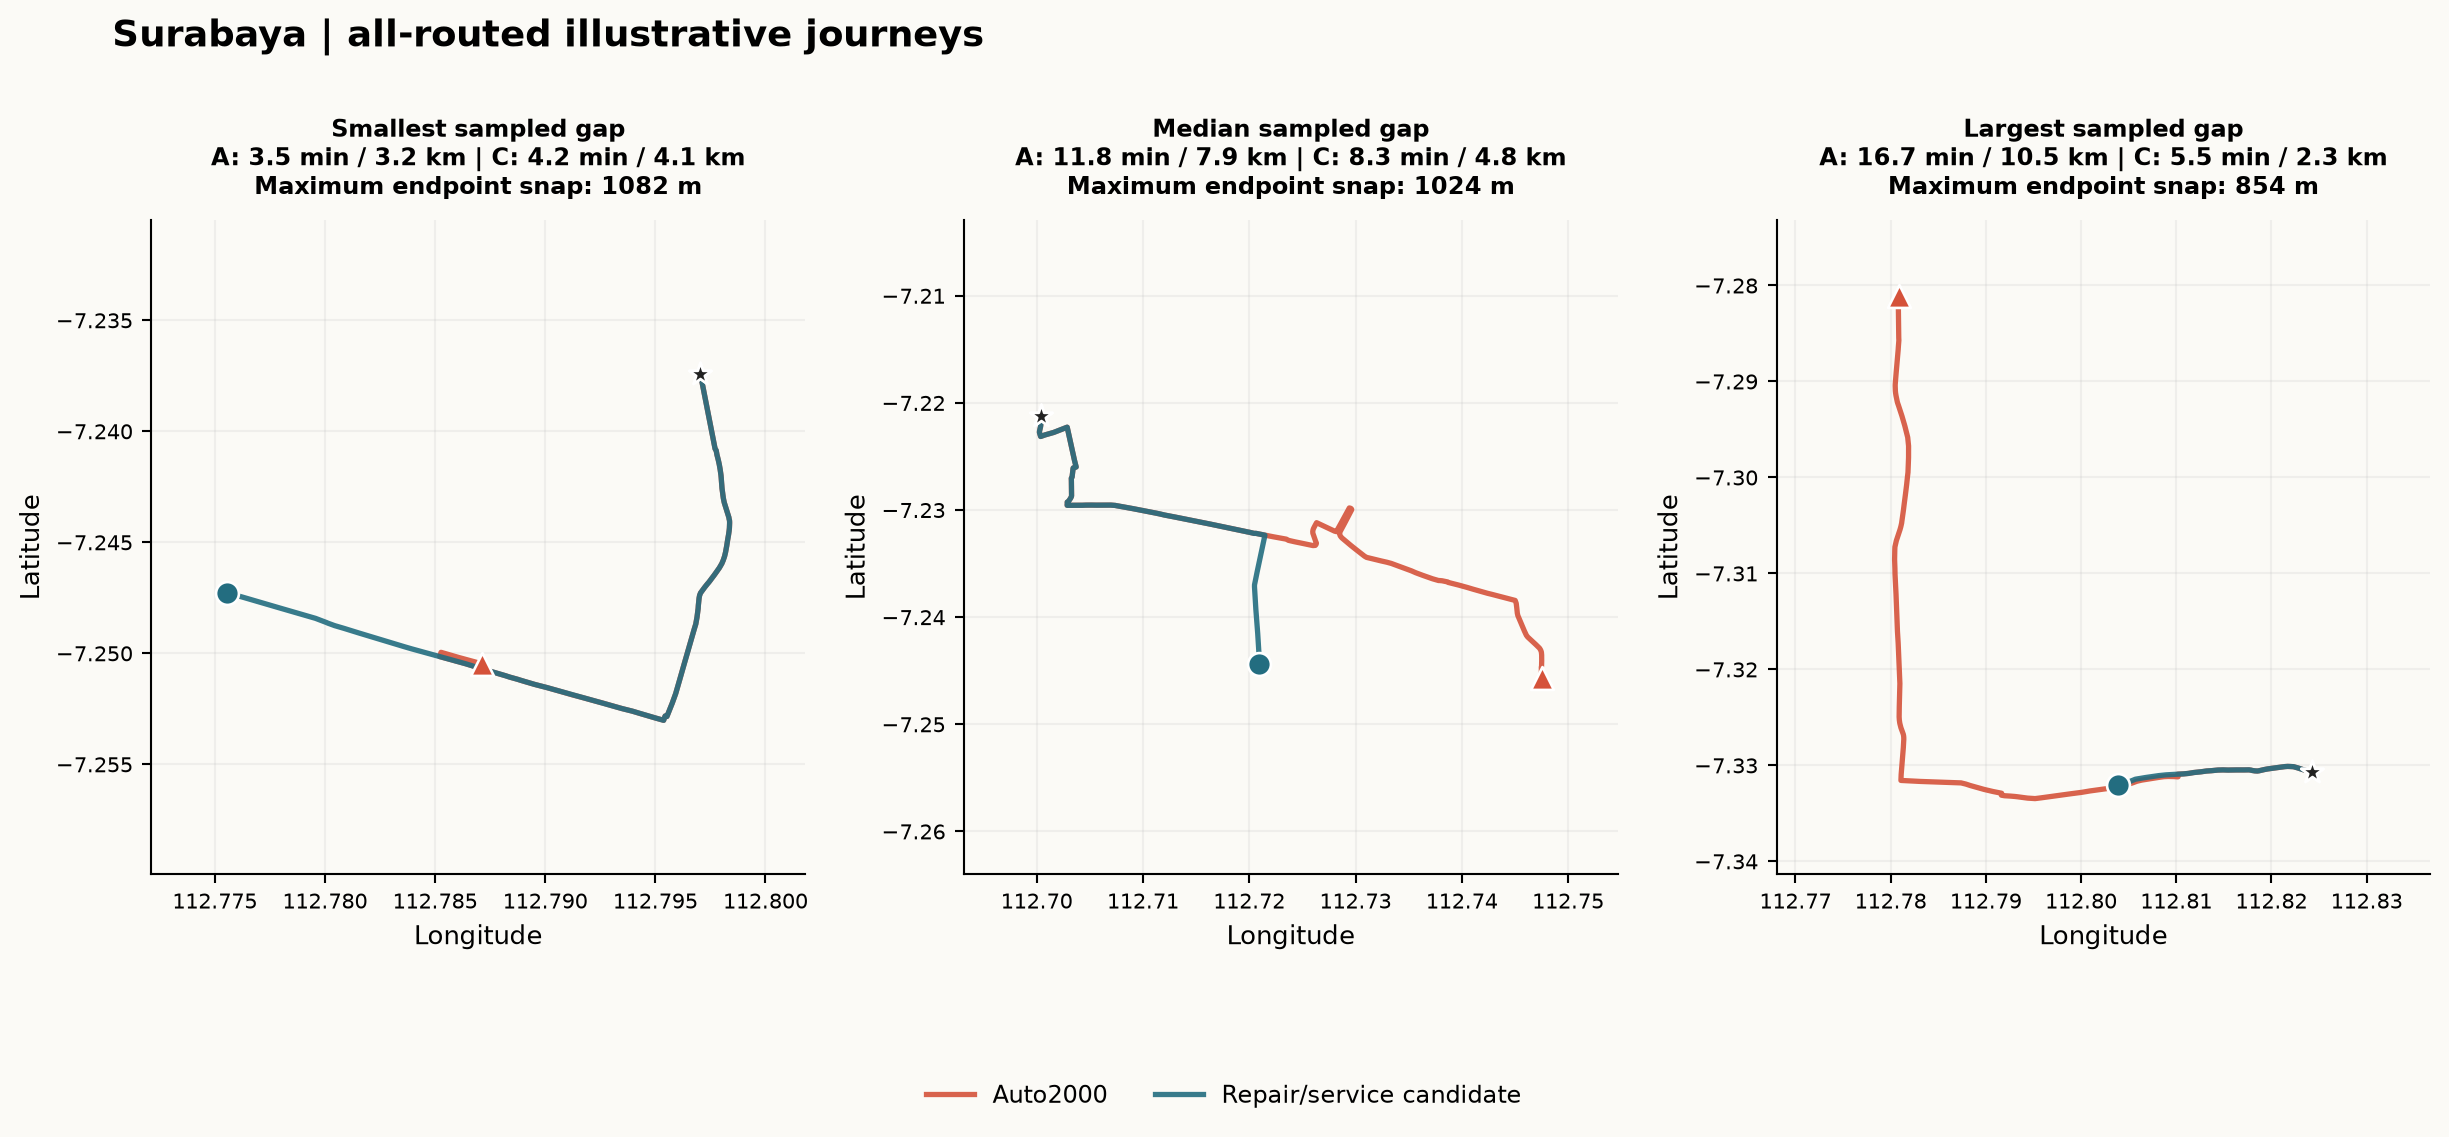 Surabaya | all-routed illustrative journeys
Smallest sampled gap
A: 3.5 min / 3.2 km | C: 4.2 min / 4.1 km
Maximum endpoint snap: 1082 m
−7.235
−7.240
−7.245
−7.250
−7.255
Latitude
112.775 112.780 112.785 112.790 112.795 112.800
Longitude
Median sampled gap
A: 11.8 min / 7.9 km | C: 8.3 min / 4.8 km
Maximum endpoint snap: 1024 m
−7.21
−7.22
−7.23
−7.24
−7.25
−7.26
Latitude
112.70 112.71 112.72 112.73 112.74 112.75
Longitude
Largest sampled gap
A: 16.7 min / 10.5 km | C: 5.5 min / 2.3 km
Maximum endpoint snap: 854 m
−7.28
−7.29
−7.30
−7.31
−7.32
−7.33
−7.34
Latitude
112.77 112.78 112.79 112.80 112.81 112.82 112.83
Longitude
Auto2000
Repair/service candidate